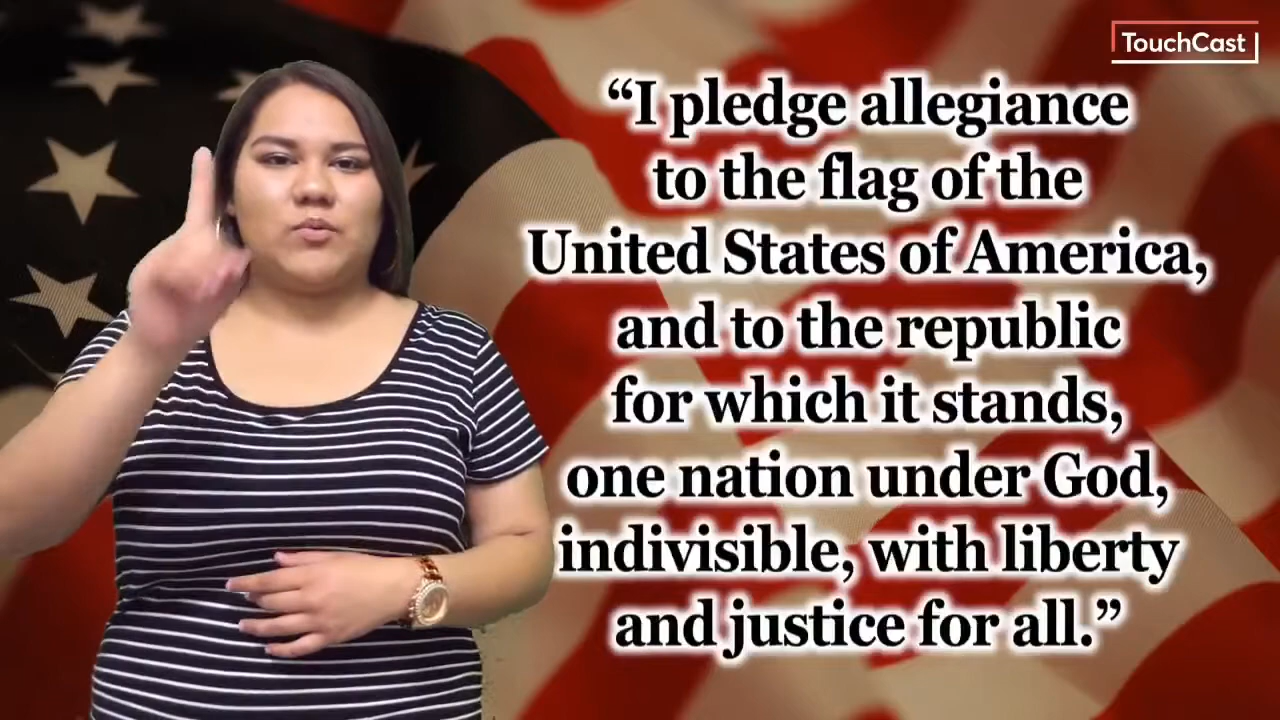 TouchCast
“I pledge allegiance
to the flag of the
United States of America,
and to the republic
for which it stands,
one nation under God,
indivisible, with liberty
and justice for all.”